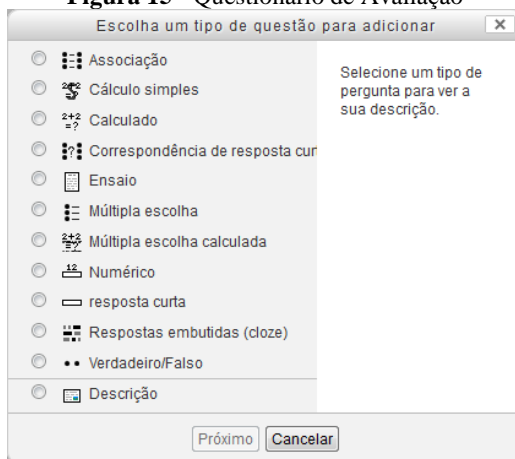 Figura 15 - Questionário de Avaliação
Escolha um tipo de questão para adicionar
Associação
Cálculo simples
Calculado
Correspondência de resposta cur
Ensaio
Múltipla escolha
Múltipla escolha calculada
Numérico
resposta curta
Respostas embutidas (cloze)
Verdadeiro/Falso
Descrição
Selecione um tipo de
pergunta para ver a
sua descrição.
Próximo Cancelar